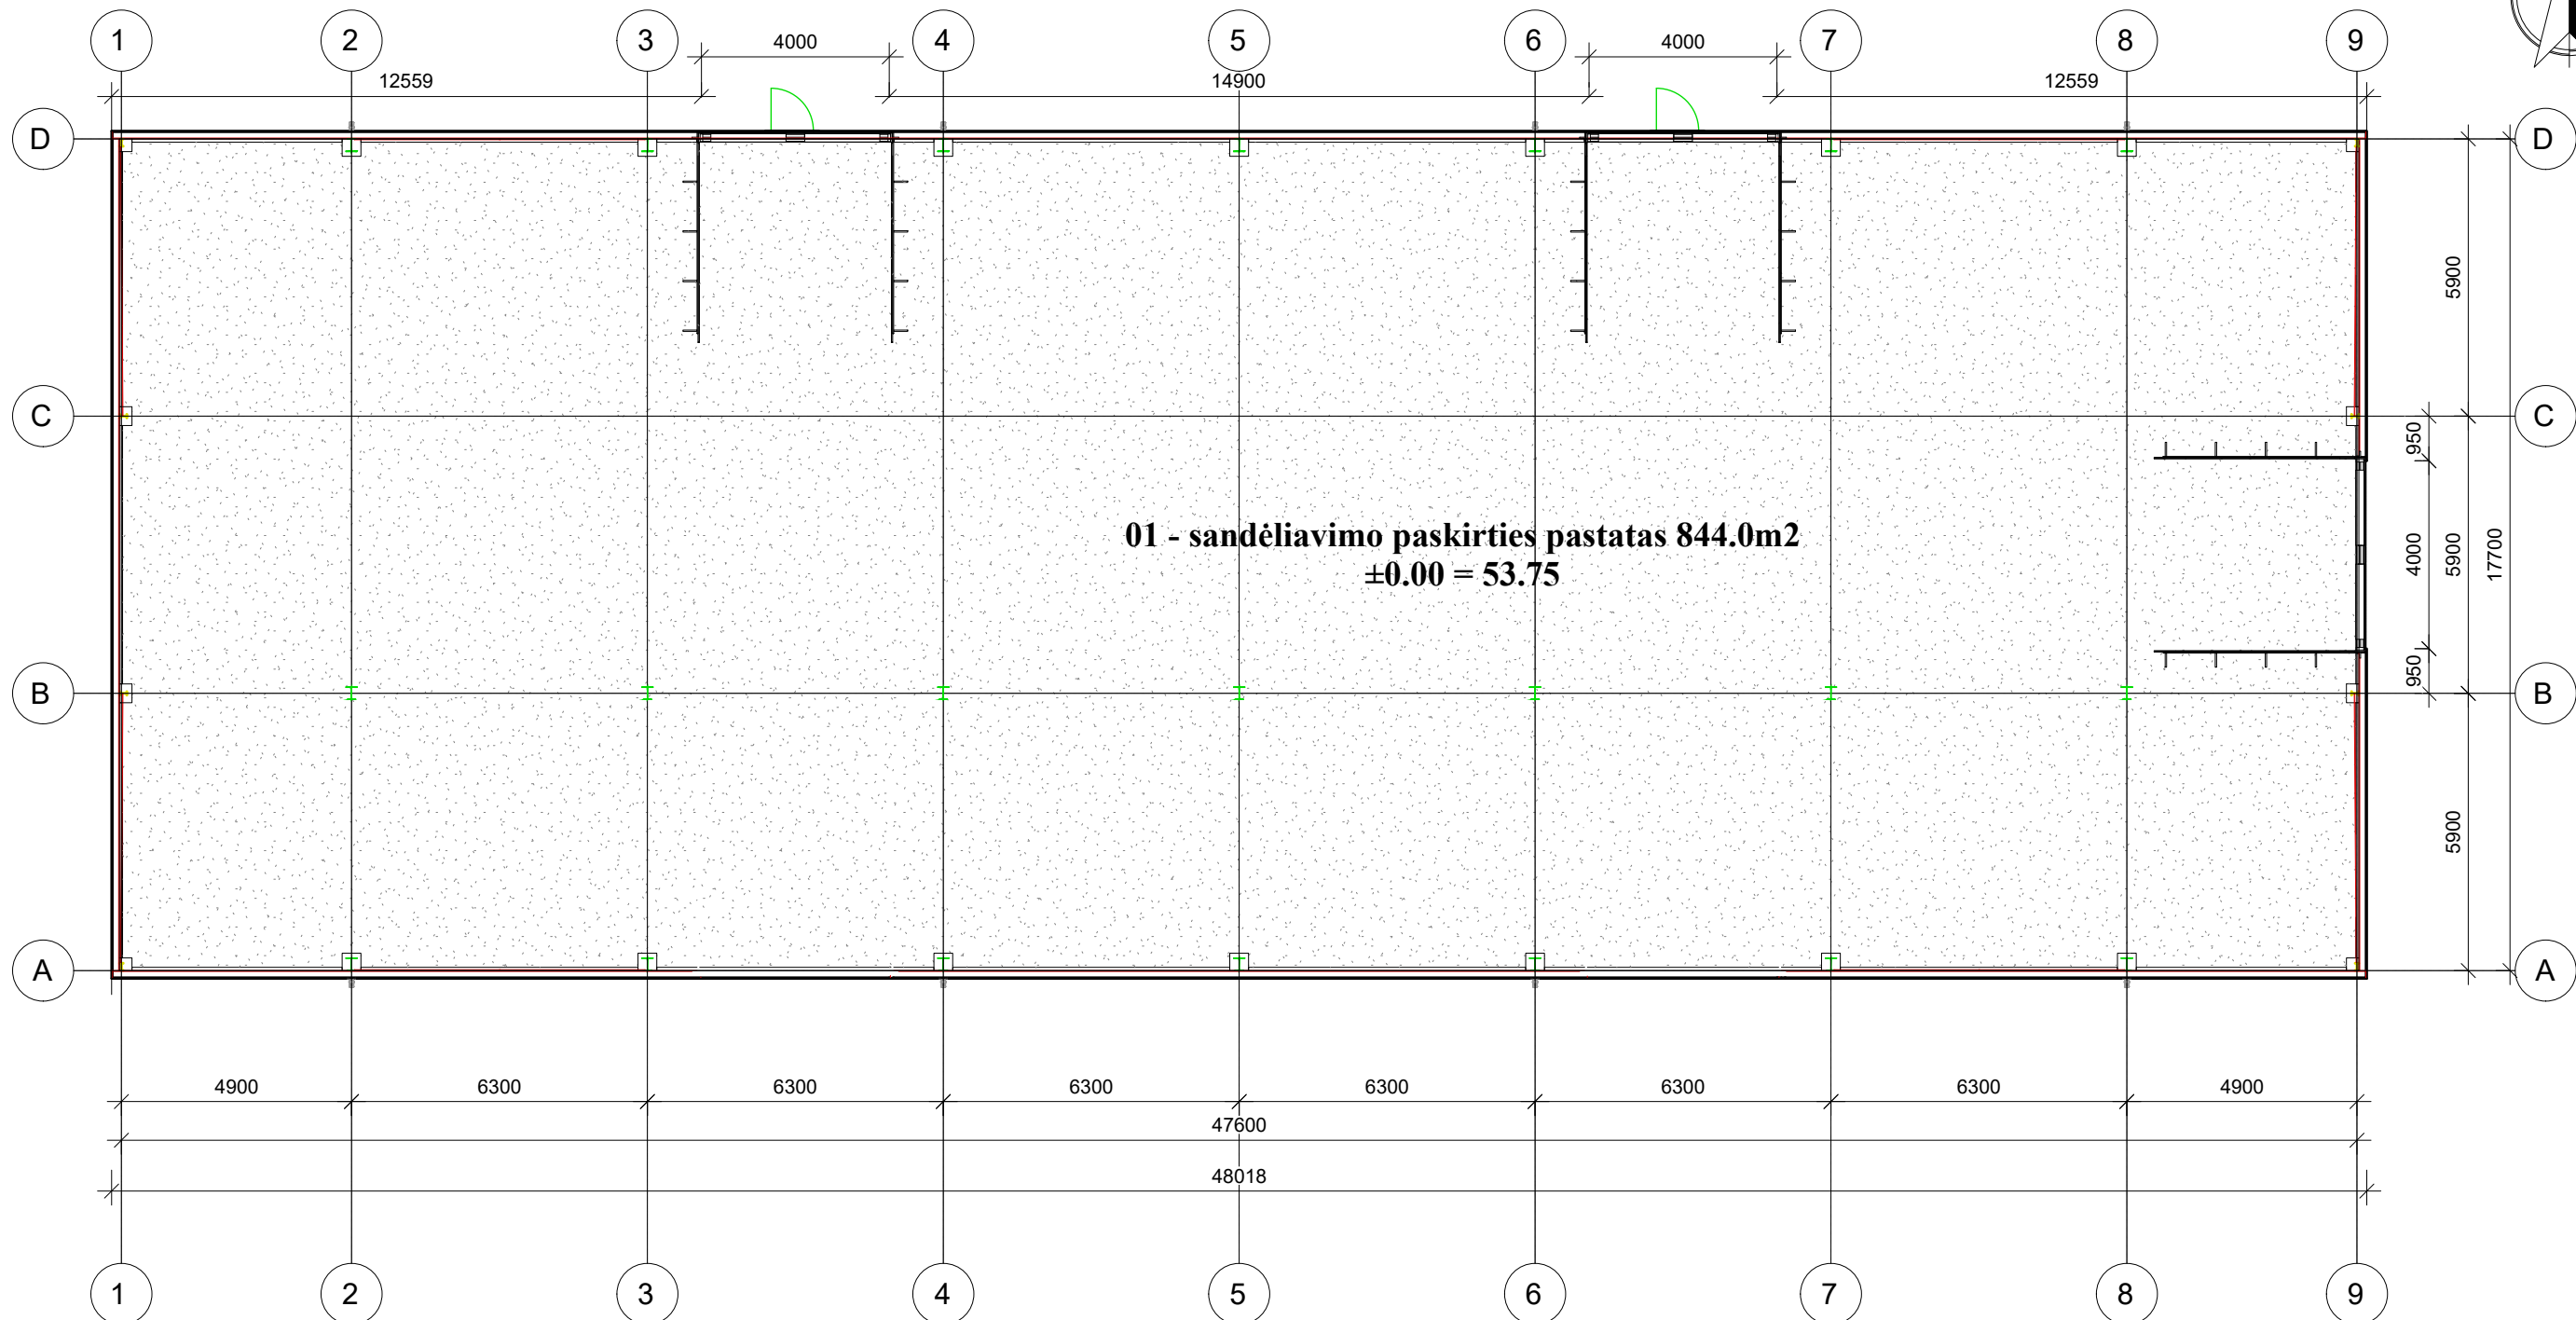 1 2 3 4 5 6 7 8 9
4000 4000
12559 14900 12559
D D
5900
C C
950
01 - sandėliavimo paskirties pastatas 844.0m2
±0.00 = 53.75
4000 5900 17700
950
B B
5900
A A
4900 6300 6300 6300 6300 6300 6300 4900
47600
48018
1 2 3 4 5 6 7 8 9